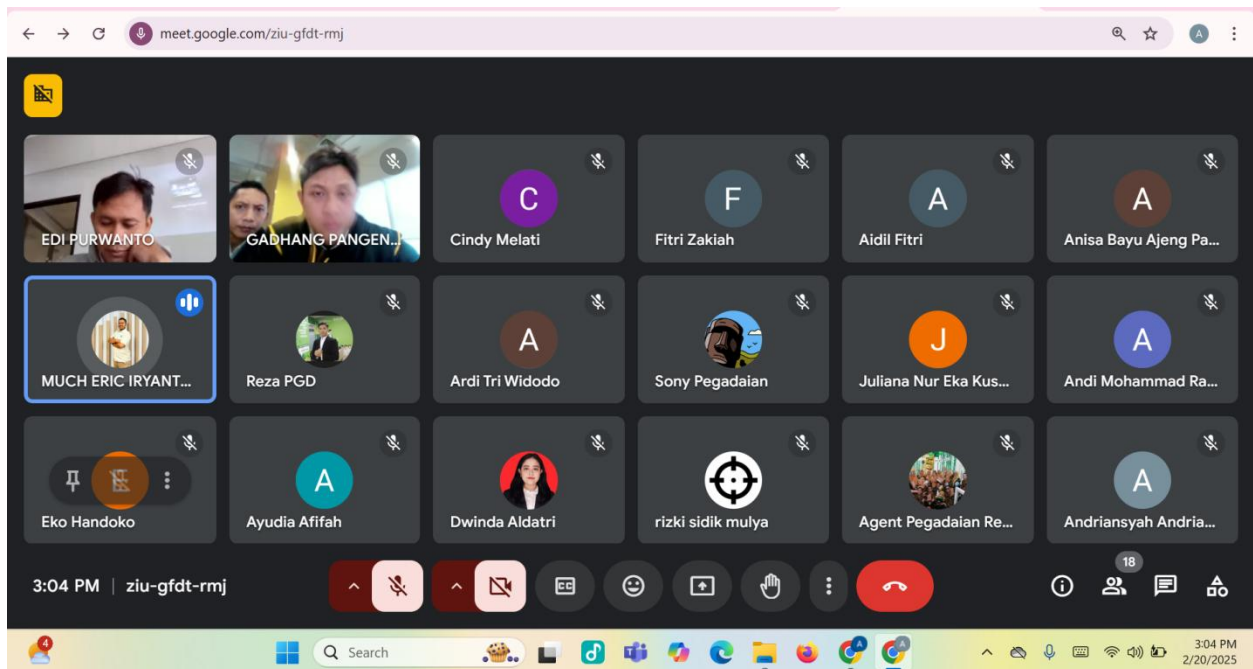 meet.google.com/ziu-gfdt-rmj
A
EDI PURWANTO
GADHANG PANGEN...
C
Cindy Melati
F
Fitri Zakiah
A
Aidil Fitri
A
Anisa Bayu Ajeng Pa...
MUCH ERIC IRYANT...
Reza PGD
A
Ardi Tri Widodo
Sony Pegadaian
J
Juliana Nur Eka Kus...
A
Andi Mohammad Ra...
Eko Handoko
A
Ayudia Afifah
Dwinda Aldatri
rizki sidik mulya
Agent Pegadaian Re...
A
Andriansyah Andria...
3:04 PM | ziu-gfdt-rmj
CC
18
4
Search
A
A
3:04 PM
2/20/2025